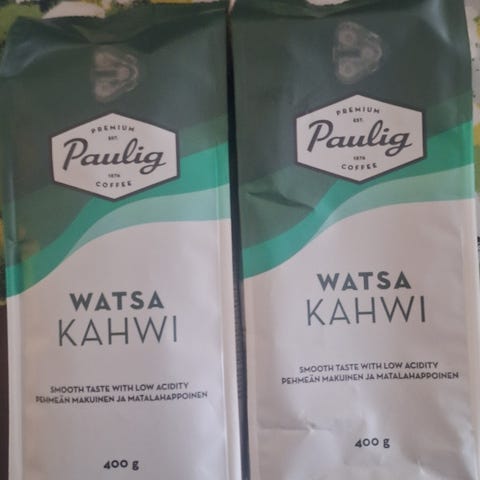 PREMIUM
EST.
Paulig
1876
COFFEE
WATSA
KAHWI
SMOOTH TASTE WITH LOW ACIDITY
PEHMEÄN MAKUINEN JA MATALAHAPPOINEN
400 g
PREMIUM
EST.
Paulig
1876
COFFEE
WATSA
KAHWI
SMOOTH TASTE WITH LOW ACIDITY
PEHMEÄN MAKUINEN JA MATALAHAPPOINEN
400 g